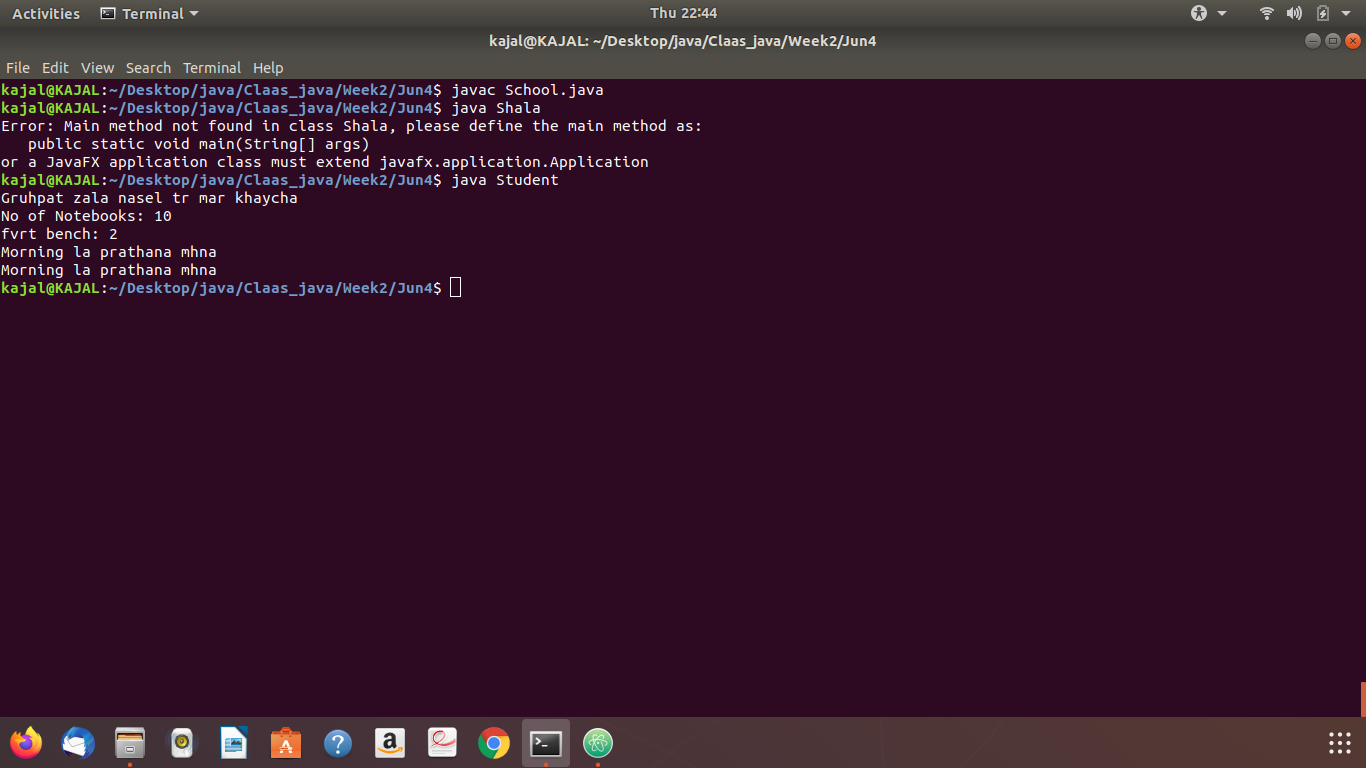 Activities Terminal Thu 22:44
kajal@KAJAL: ~/Desktop/java/Claas_java/Week2/Jun4
File Edit View Search Terminal Help
kajal@KAJAL:~/Desktop/java/Claas_java/Week2/Jun4$ javac School.java
kajal@KAJAL:~/Desktop/java/Claas_java/Week2/Jun4$ java Shala
Error: Main method not found in class Shala, please define the main method as:
   public static void main(String[] args)
or a JavaFX application class must extend javafx.application.Application
kajal@KAJAL:~/Desktop/java/Claas_java/Week2/Jun4$ java Student
Gruhpat zala nasel tr mar khaycha
No of Notebooks: 10
fvrt bench: 2
Morning la prathana mhna
Morning la prathana mhna
kajal@KAJAL:~/Desktop/java/Claas_java/Week2/Jun4$